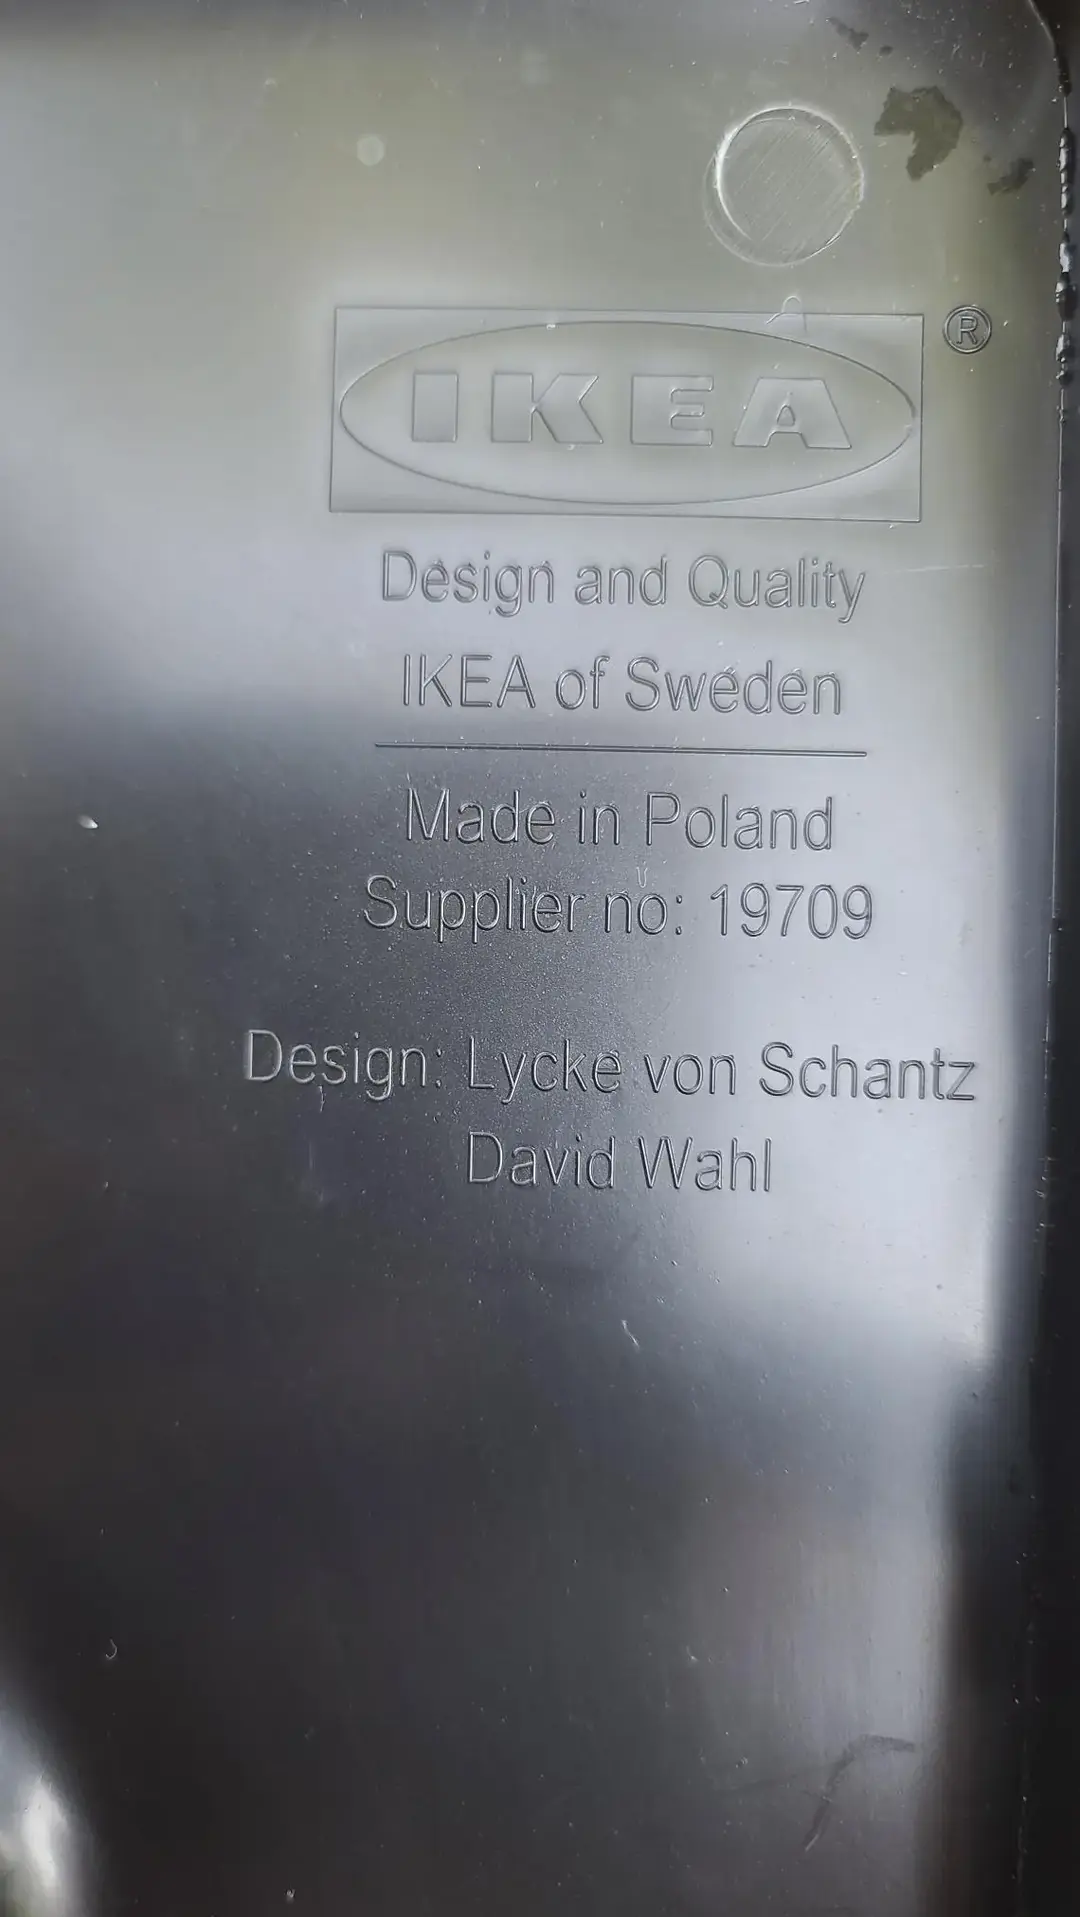 IKEA®
Design and Quality
IKEA of Sweden
Made in Poland
Supplier no: 19709
Design: Lycke von Schantz
David Wahl